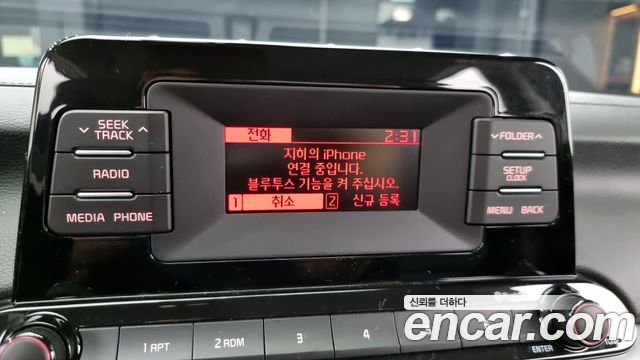 SEEK
TRACK
RADIO
MEDIA PHONE
전화 2:31
지히의 iPhone
연결 중입니다.
블루투스 기능을 켜 주십시오.
1 취소 2 신규 등록
FOLDER
SETUP
CLOCK
MENU BACK
1 APT 2 RDM 3 4
ENTER
신뢰를 더하다
encar.com